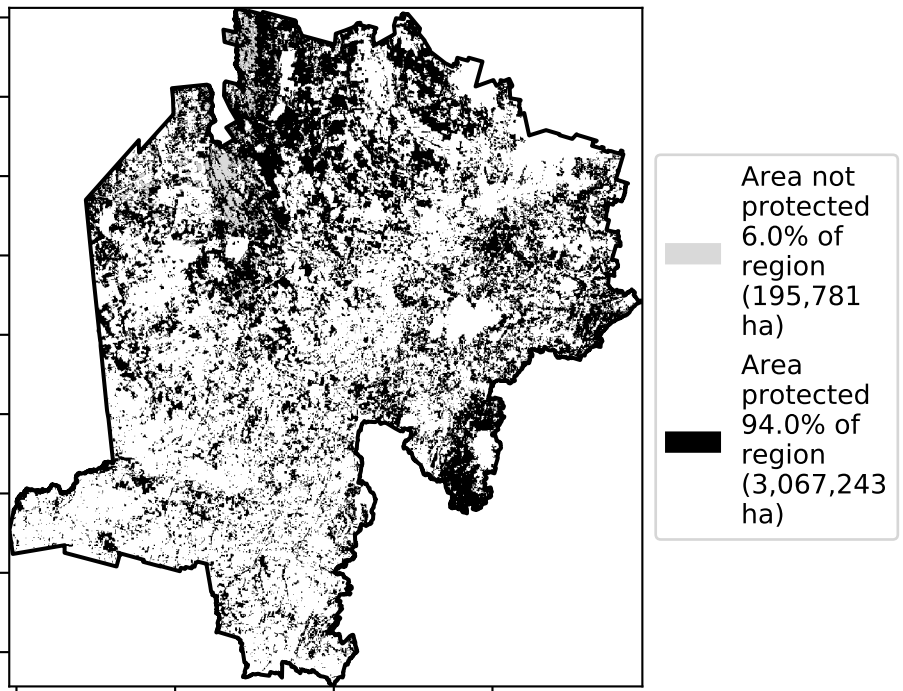 Area not
protected
6.0% of
region
(195,781
ha)
Area
protected
94.0% of
region
(3,067,243
ha)